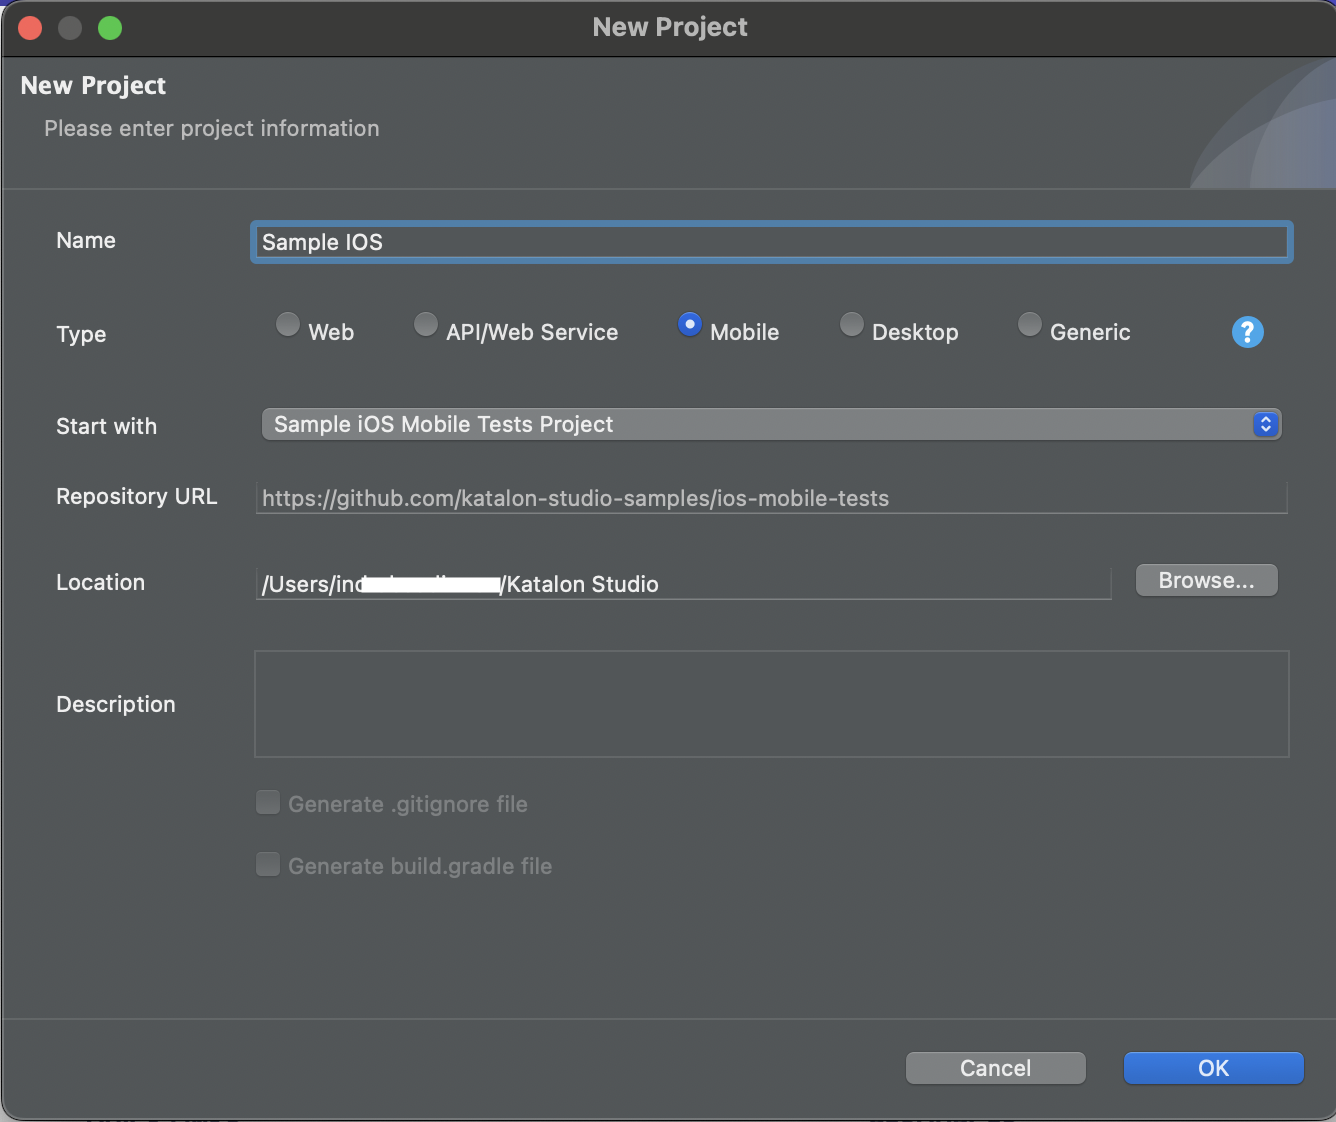 New Project
New Project
Please enter project information
Name Sample IOS
Type Web API/Web Service Mobile Desktop Generic ?
Start with Sample iOS Mobile Tests Project
Repository URL https://github.com/katalon-studio-samples/ios-mobile-tests
Location /Users/ind /Katalon Studio Browse...
Description
Generate .gitignore file
Generate build.gradle file
Cancel OK